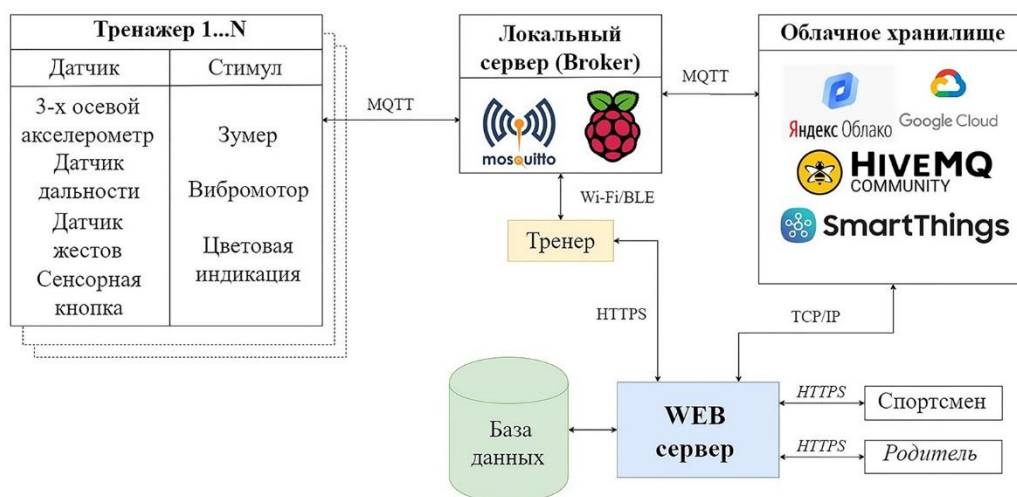 Тренажер 1...N
Датчик
Стимул
3-х осевой
акселерометр
Датчик
дальности
Датчик
жестов
Сенсорная
кнопка
Зумер
Вибромотор
Цветовая
индикация
MQTT
Локальный
сервер (Broker)
mosquitto
MQTT
Облачное хранилище
Яндекс Облако
Google Cloud
HIVEMQ
COMMUNITY
SmartThings
Wi-Fi/BLE
Тренер
HTTPS
TCP/IP
База
данных
WEB
сервер
HTTPS
Спортсмен
HTTPS
Родитель